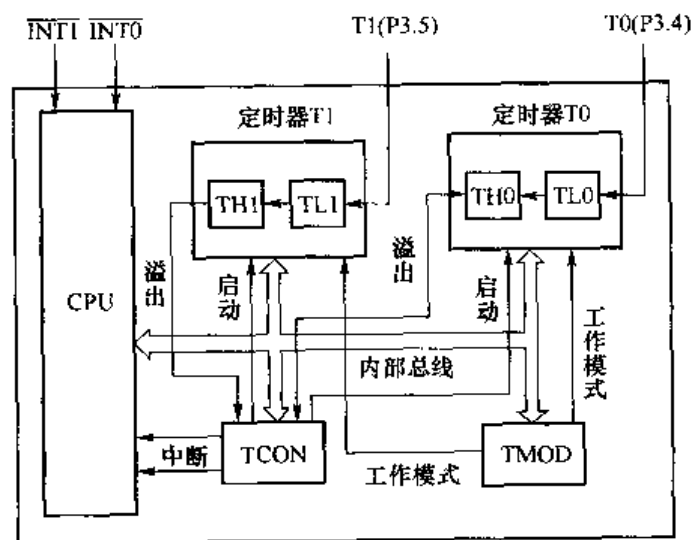 INT1 INT0
T1(P3.5)
T0(P3.4)
定时器T1
定时器T0
TH1
TL1
TH0
TL0
溢出
启动
溢出
启动
CPU
工作模式
内部总线
中断
TCON
工作模式
TMOD